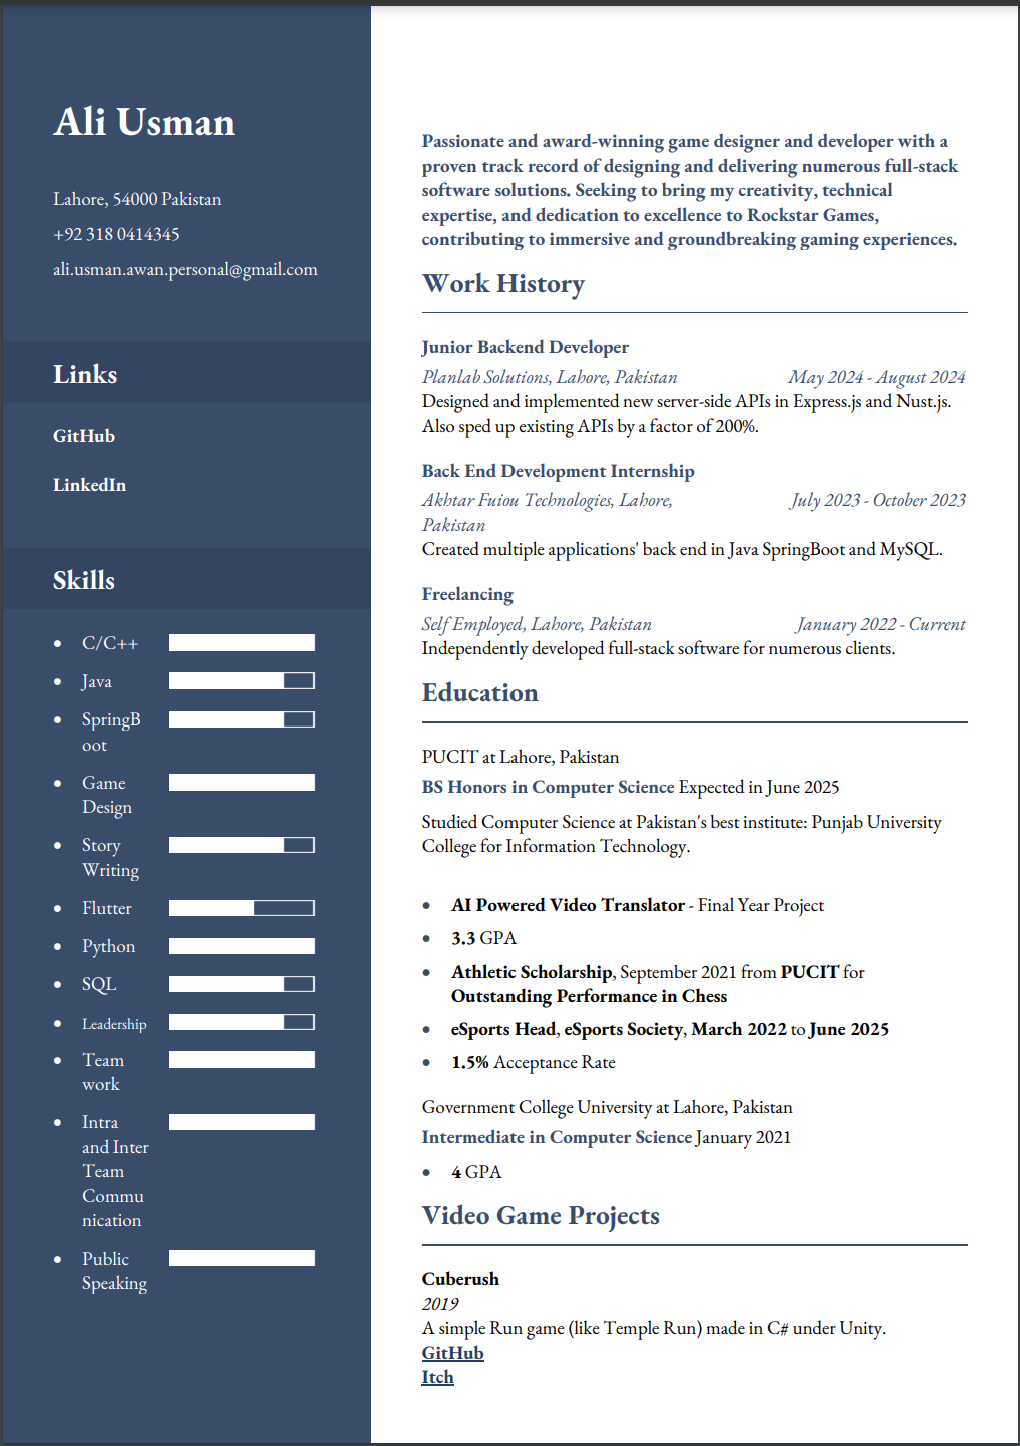 Ali Usman
Lahore, 54000 Pakistan
+92 318 0414345
ali.usman.awan.personal@gmail.com
Links
GitHub
LinkedIn
Skills
• C/C++
• Java
• SpringB
oot
• Game
Design
• Story
Writing
• Flutter
• Python
• SQL
• Leadership
• Team
work
• Intra
and Inter
Team
Commu
nication
• Public
Speaking
Passionate and award-winning game designer and developer with a
proven track record of designing and delivering numerous full-stack
software solutions. Seeking to bring my creativity, technical
expertise, and dedication to excellence to Rockstar Games,
contributing to immersive and groundbreaking gaming experiences.
Work History
Junior Backend Developer
Planlab Solutions, Lahore, Pakistan May 2024 - August 2024
Designed and implemented new server-side APIs in Express.js and Nust.js.
Also sped up existing APIs by a factor of 200%.
Back End Development Internship
Akhtar Fuiou Technologies, Lahore, July 2023 - October 2023
Pakistan
Created multiple applications' back end in Java SpringBoot and MySQL.
Freelancing
Self Employed, Lahore, Pakistan January 2022 - Current
Independently developed full-stack software for numerous clients.
Education
PUCIT at Lahore, Pakistan
BS Honors in Computer Science Expected in June 2025
Studied Computer Science at Pakistan's best institute: Punjab University
College for Information Technology.
• AI Powered Video Translator - Final Year Project
• 3.3 GPA
• Athletic Scholarship, September 2021 from PUCIT for
Outstanding Performance in Chess
• eSports Head, eSports Society, March 2022 to June 2025
• 1.5% Acceptance Rate
Government College University at Lahore, Pakistan
Intermediate in Computer Science January 2021
• 4 GPA
Video Game Projects
Cuberush
2019
A simple Run game (like Temple Run) made in C# under Unity.
GitHub
Itch